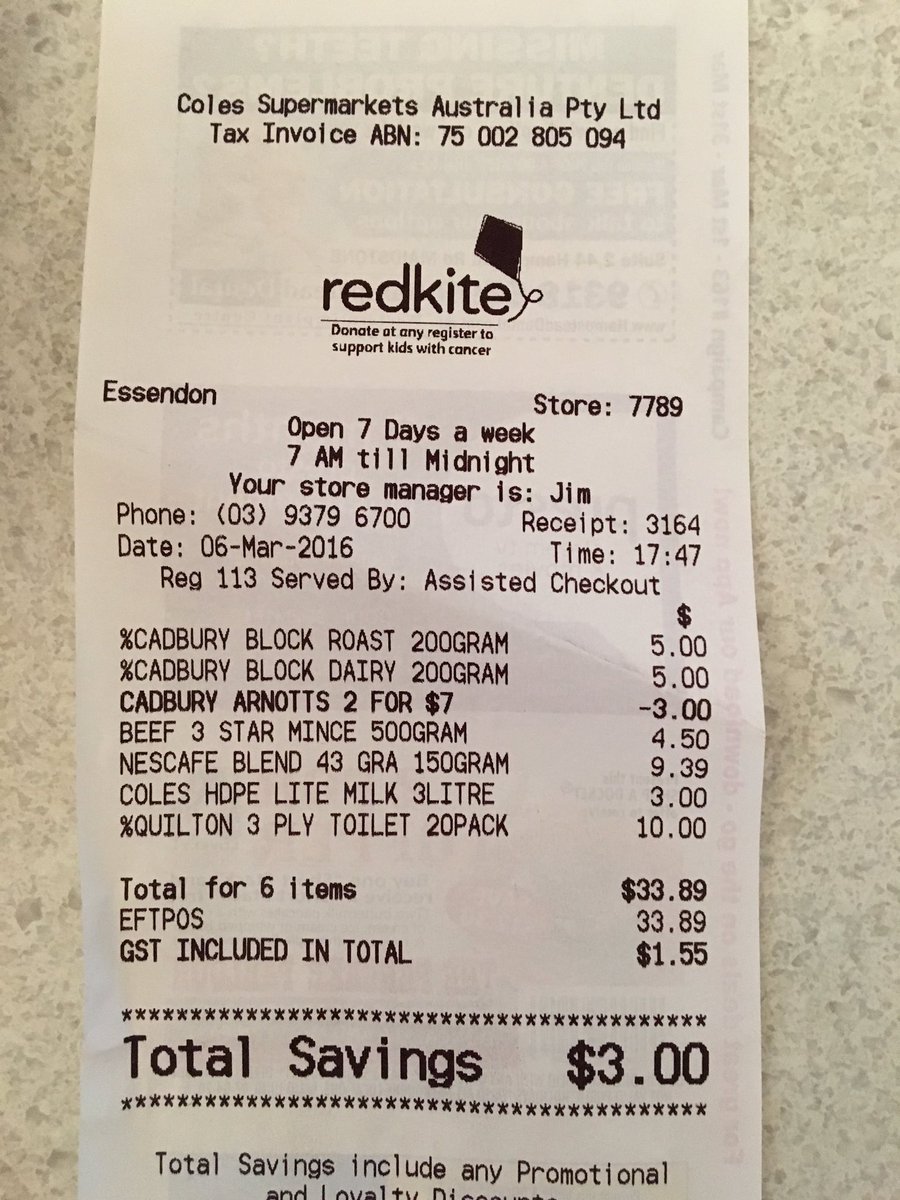 Coles Supermarkets Australia Pty Ltd
Tax Invoice ABN: 75 002 805 094
redkite
Donate at any register to
support kids with cancer
Essendon Store: 7789
Open 7 Days a week
7 AM till Midnight
Your store manager is: Jim
Phone: (03) 9379 6700 Receipt: 3164
Date: 06-Mar-2016 Time: 17:47
Reg 113 Served By: Assisted Checkout
$
%CADBURY BLOCK ROAST 200GRAM 5.00
%CADBURY BLOCK DAIRY 200GRAM 5.00
CADBURY ARNOTTS 2 FOR $7 -3.00
BEEF 3 STAR MINCE 500GRAM 4.50
NESCAFE BLEND 43 GRA 150GRAM 9.39
COLES HDPE LITE MILK 3LITRE 3.00
%QUILTON 3 PLY TOILET 20PACK 10.00
Total for 6 items $33.89
EFTPOS 33.89
GST INCLUDED IN TOTAL $1.55
*******************************************
Total Savings $3.00
*******************************************
Total Savings include any Promotional
and Loyalty Discounts